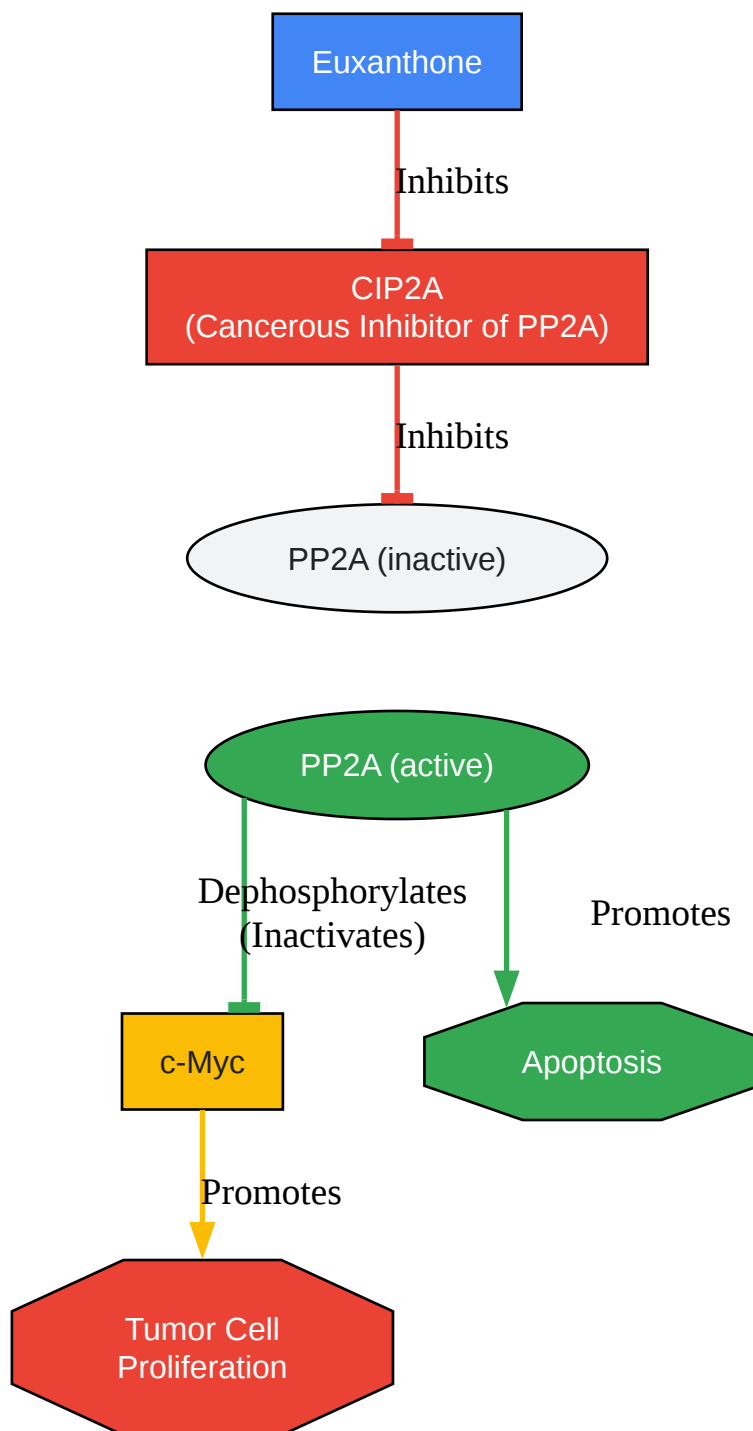 Euxanthone
Inhibits
CIP2A
(Cancerous Inhibitor of PP2A)
Inhibits
PP2A (inactive)
PP2A (active)
Dephosphorylates
(Inactivates)
Promotes
c-Myc
Apoptosis
Promotes
Tumor Cell
Proliferation